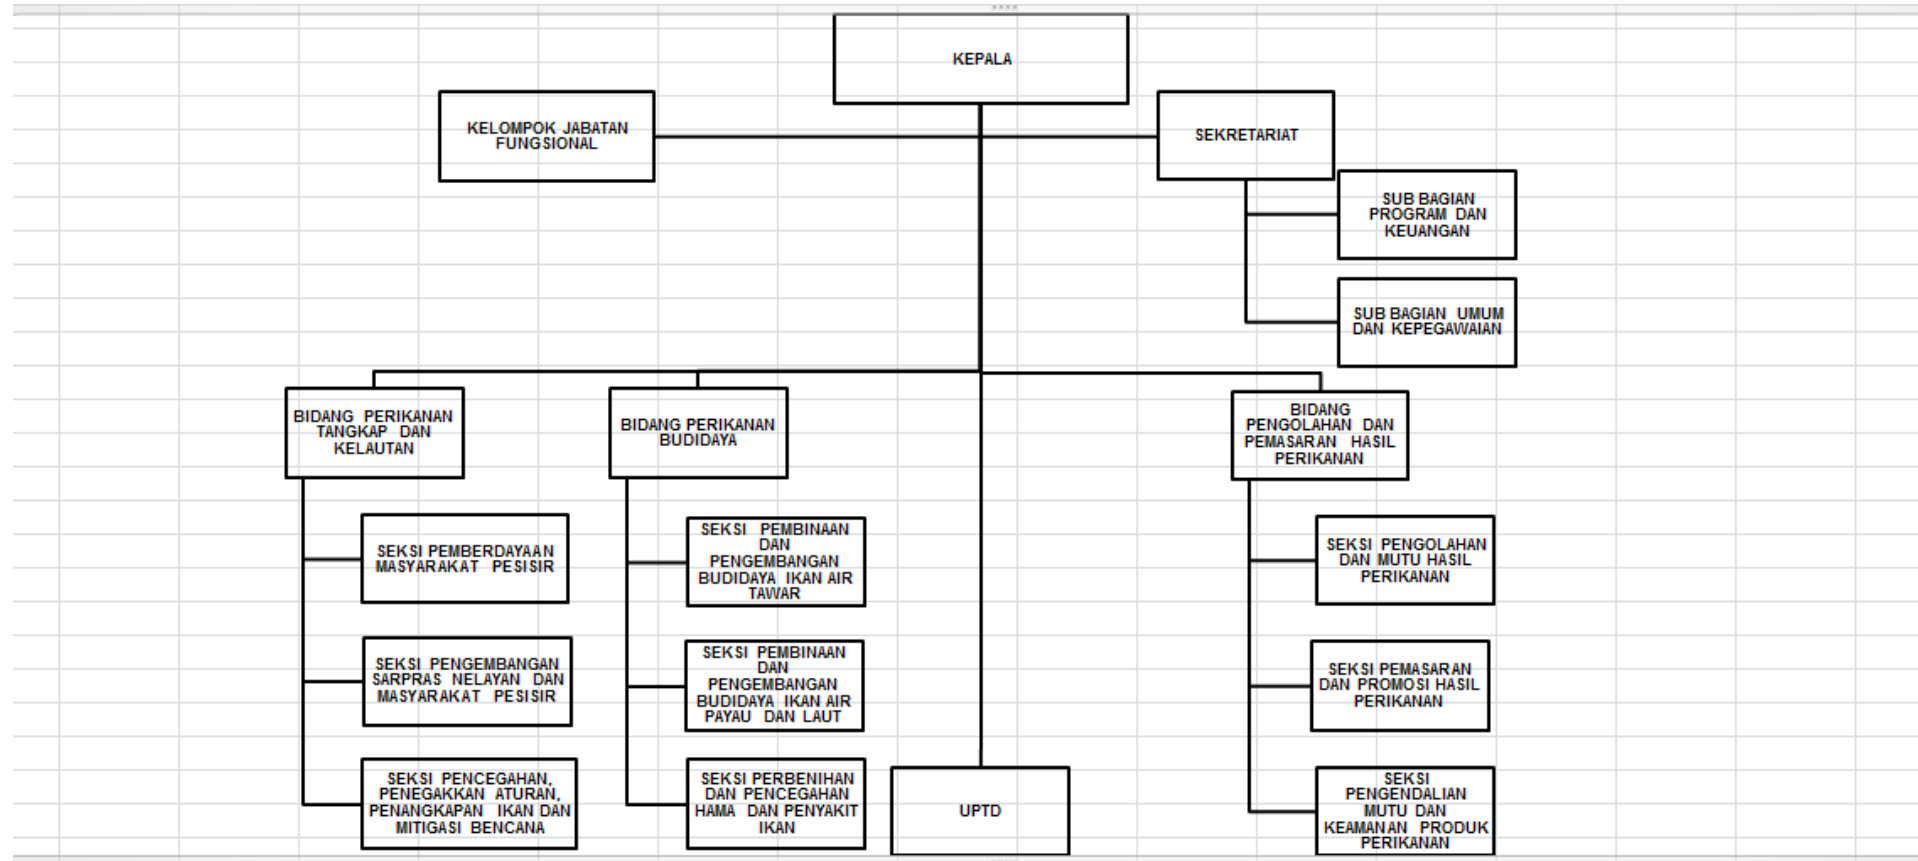 KEPALA
KELOMPOK JABATAN
FUNGSIONAL
SEKRETARIAT
SUB BAGIAN
PROGRAM DAN
KEUANGAN
SUB BAGIAN UMUM
DAN KEPEGAWAIAN
BIDANG PERIKANAN
TANGKAP DAN
KELAUTAN
BIDANG PERIKANAN
BUDIDAYA
BIDANG
PENGOLAHAN DAN
PEMASARAN HASIL
PERIKANAN
SEKSI PEMBERDAYAAN
MASYARAKAT PESISIR
SEKSI PEMBINAAN
DAN
PENGEMBANGAN
BUDIDAYA IKAN AIR
TAWAR
SEKSI PENGOLAHAN
DAN MUTU HASIL
PERIKANAN
SEKSI PENGEMBANGAN
SARPRAS NELAYAN DAN
MASYARAKAT PESISIR
SEKSI PEMBINAAN
DAN
PENGEMBANGAN
BUDIDAYA IKAN AIR
PAYAU DAN LAUT
SEKSI PEMASARAN
DAN PROMOSI HASIL
PERIKANAN
SEKSI PENCEGAHAN,
PENEGAKKAN ATURAN,
PENANGKAPAN IKAN DAN
MITIGASI BENCANA
SEKSI PERBENIHAN
DAN PENCEGAHAN
HAMA DAN PENYAKIT
IKAN
UPTD
SEKSI
PENGENDALIAN
MUTU DAN
KEAMANAN PRODUK
PERIKANAN